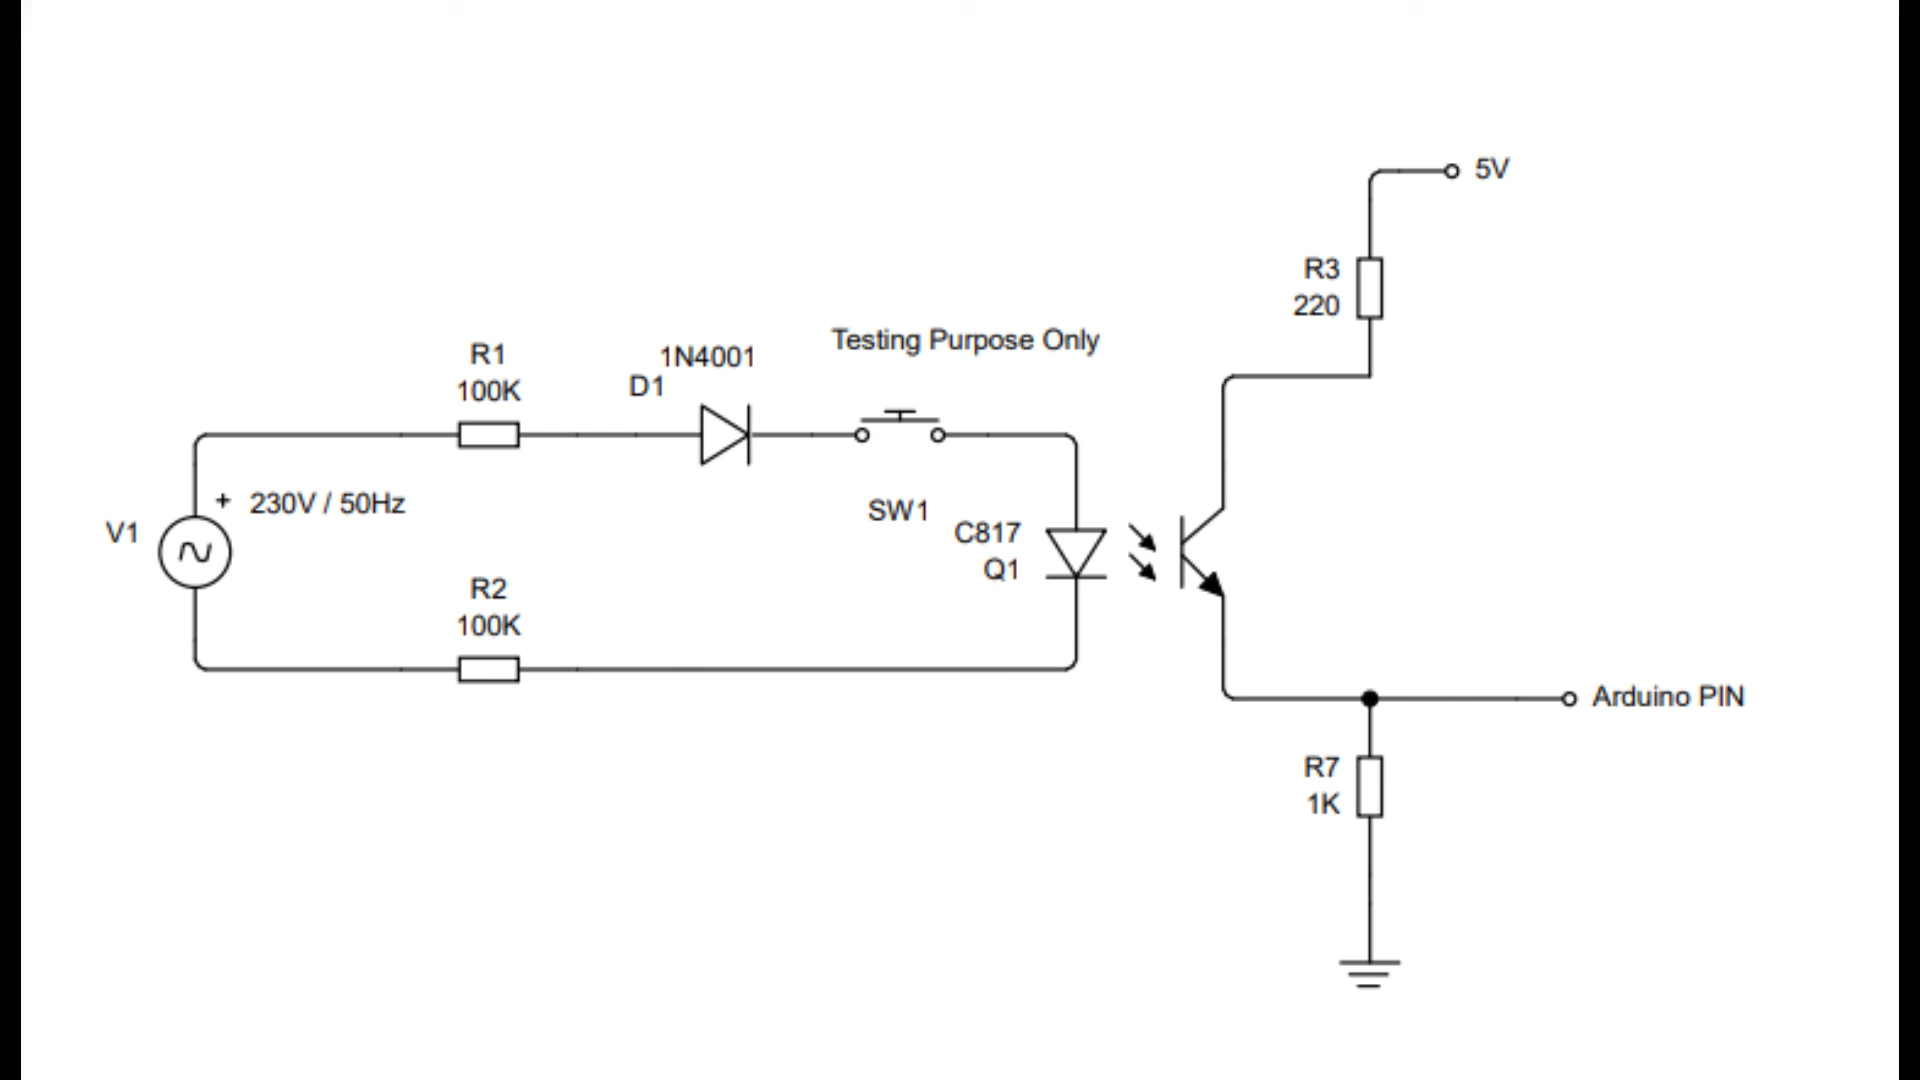 5V
R3
220
Testing Purpose Only
R1
100K
1N4001
D1
+ 230V / 50Hz
V1
SW1
C817
Q1
R2
100K
Arduino PIN
R7
1K